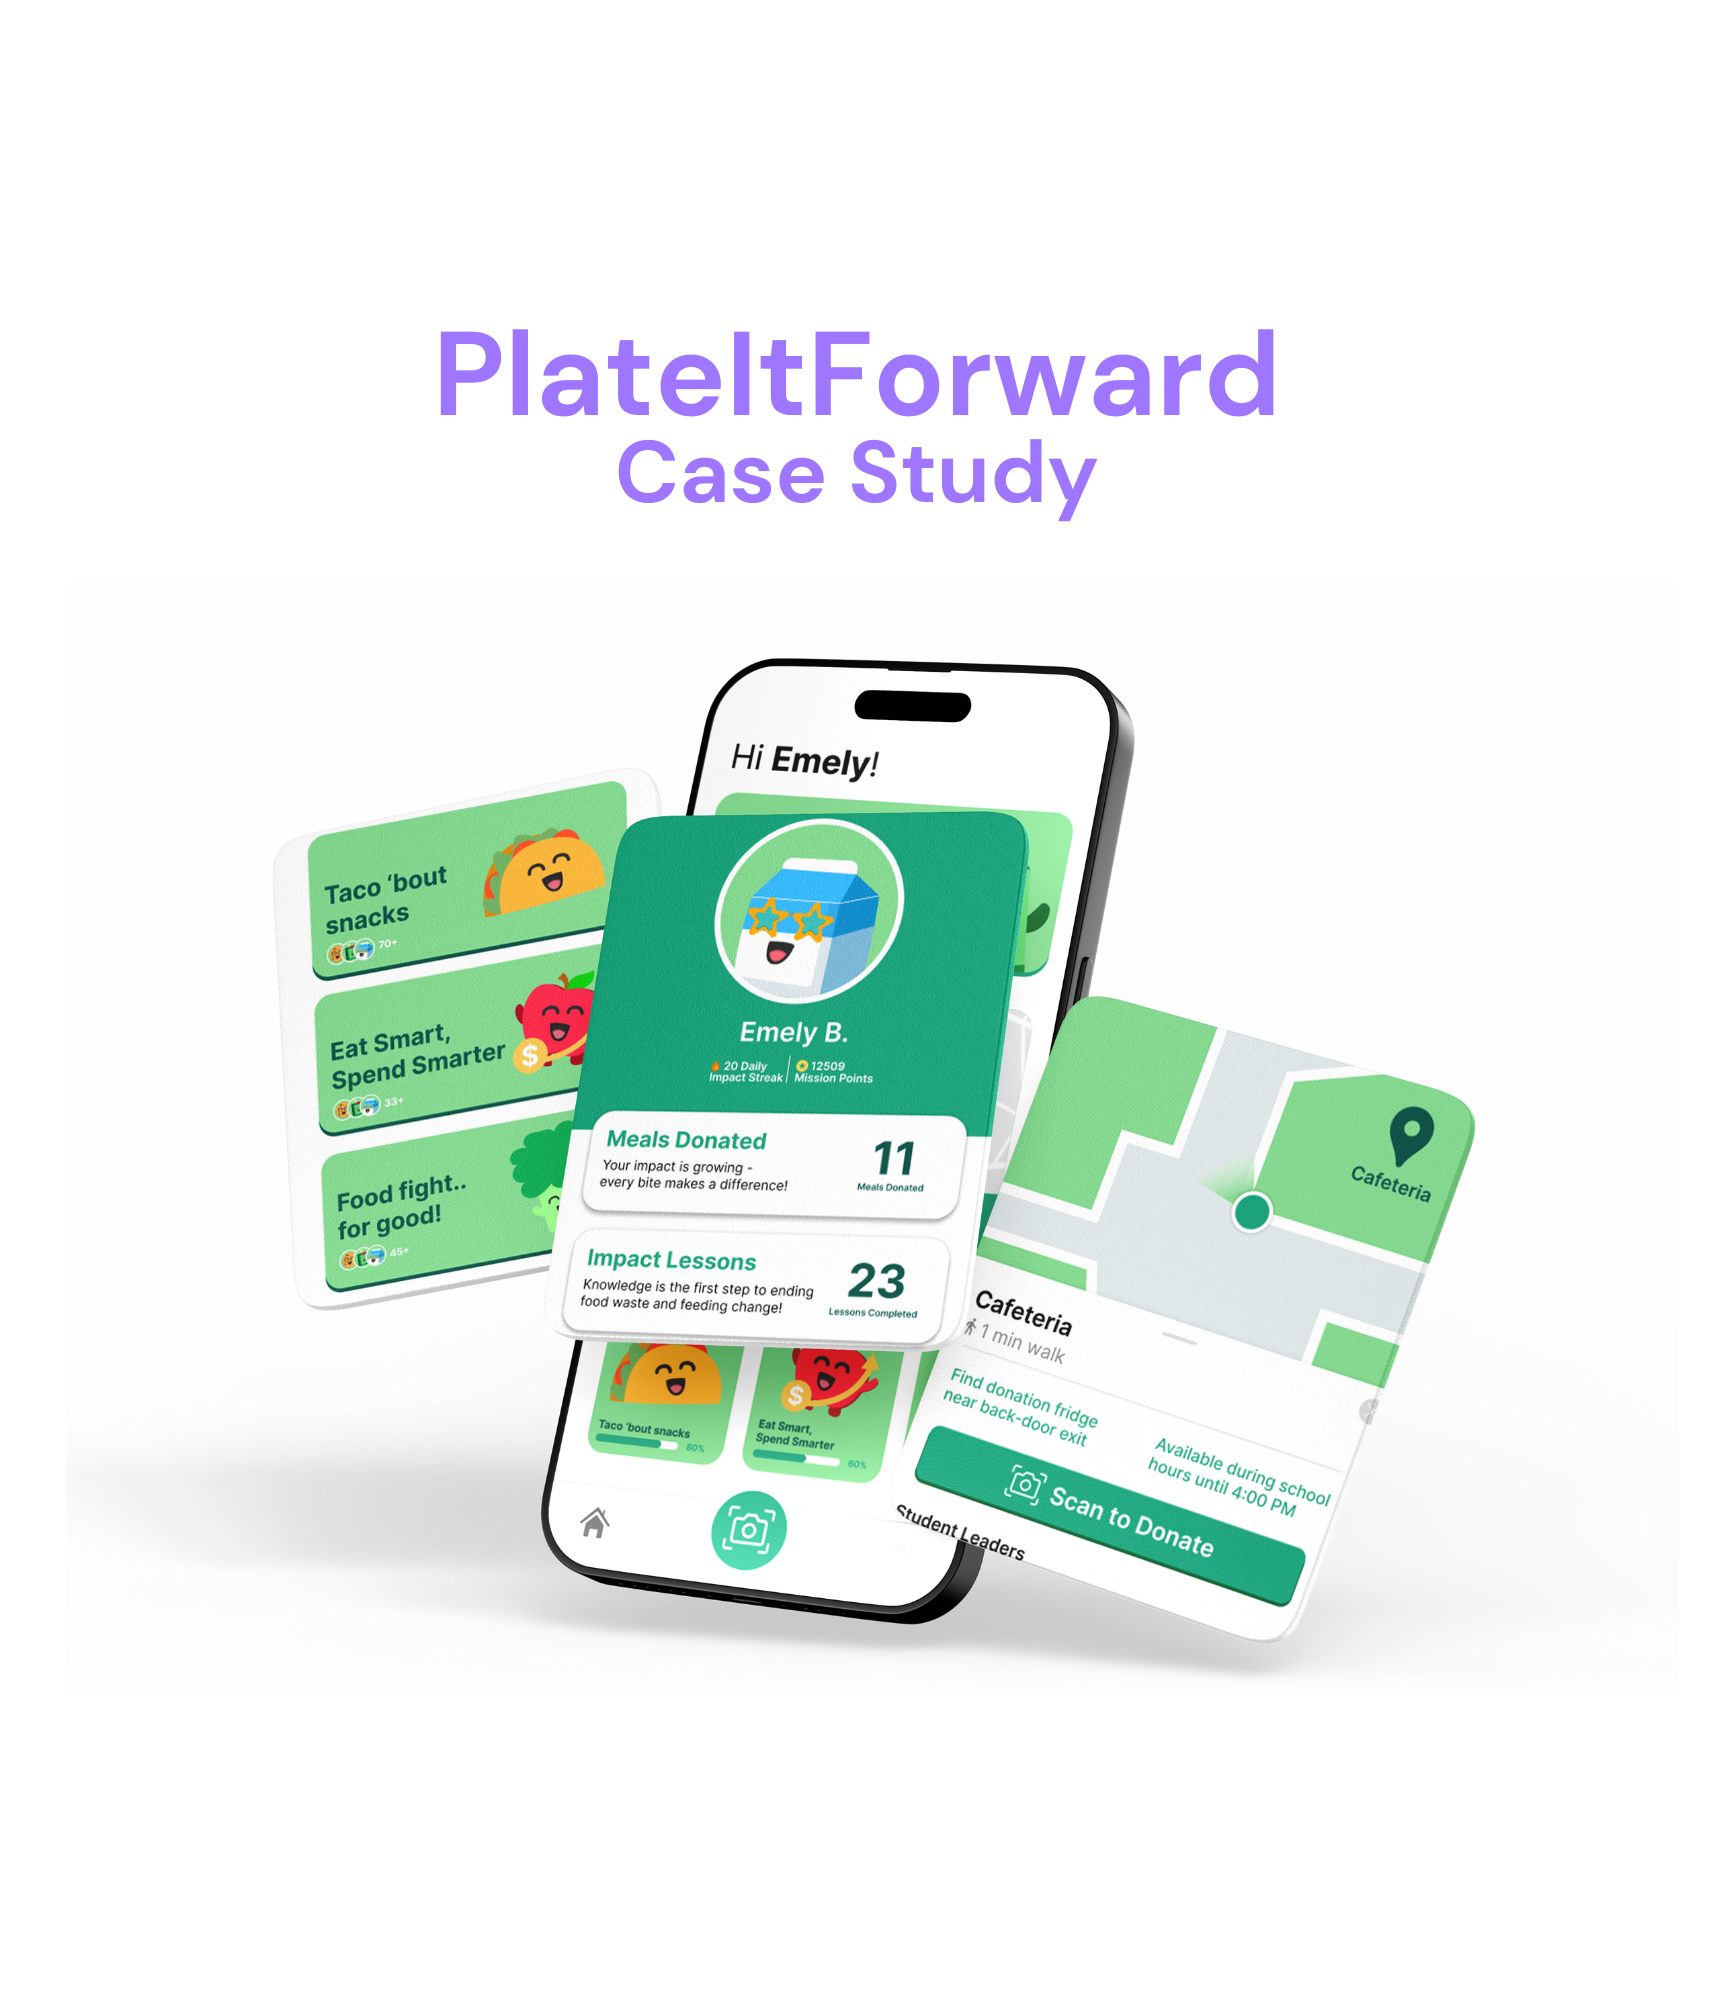 PlateItForward
Case Study
Hi Emely!
Taco ‘bout
snacks
70+
Eat Smart,
Spend Smarter
33+
Food fight..
for good!
45+
Emely B.
20 Daily
Impact Streak
12509
Mission Points
Meals Donated
Your impact is growing -
every bite makes a difference!
11
Meals Donated
Impact Lessons
Knowledge is the first step to ending
food waste and feeding change!
23
Lessons Completed
Taco ‘bout snacks
80%
Eat Smart,
Spend Smarter
60%
Cafeteria
Cafeteria
1 min walk
Find donation fridge
near back-door exit
Available during school
hours until 4:00 PM
Scan to Donate
Student Leaders